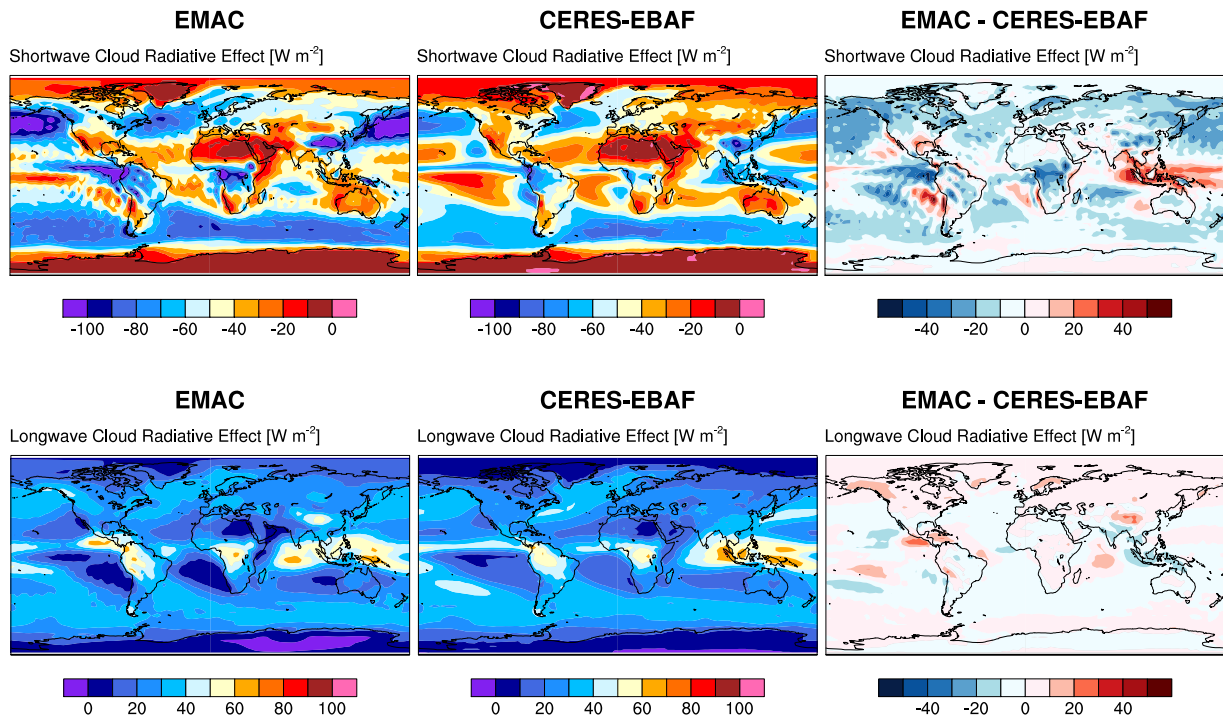 EMAC
CERES-EBAF
EMAC - CERES-EBAF
Shortwave Cloud Radiative Effect [W m⁻²]
Shortwave Cloud Radiative Effect [W m⁻²]
Shortwave Cloud Radiative Effect [W m⁻²]
-100 -80 -60 -40 -20 0
-100 -80 -60 -40 -20 0
-40 -20 0 20 40
EMAC
CERES-EBAF
EMAC - CERES-EBAF
Longwave Cloud Radiative Effect [W m⁻²]
Longwave Cloud Radiative Effect [W m⁻²]
Longwave Cloud Radiative Effect [W m⁻²]
0 20 40 60 80 100
0 20 40 60 80 100
-40 -20 0 20 40